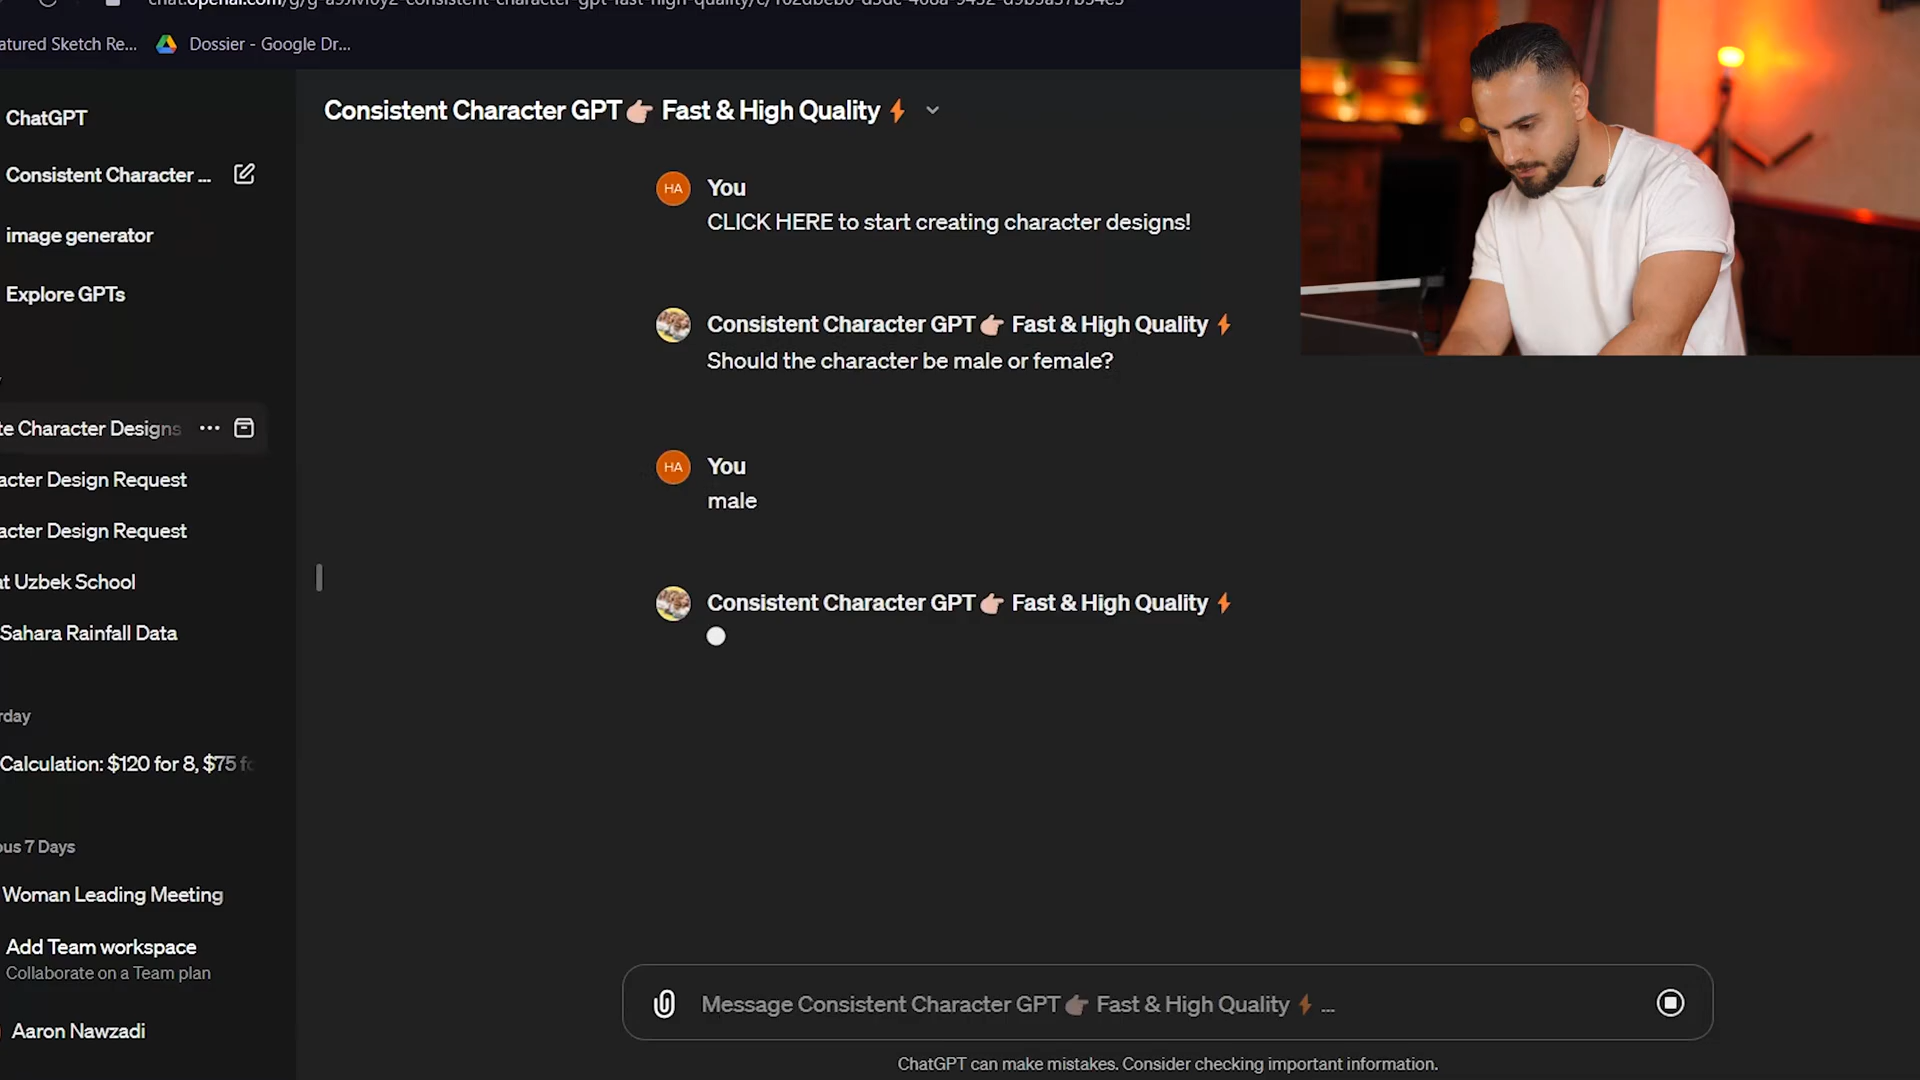 atured Sketch Re...
Dossier - Google Dr...
ChatGPT
Consistent Character ...
image generator
Explore GPTs
te Character Designs
acter Design Request
acter Design Request
at Uzbek School
Sahara Rainfall Data
rday
Calculation: $120 for 8, $75 fo
ous 7 Days
Woman Leading Meeting
Add Team workspace
Collaborate on a Team plan
Aaron Nawzadi
Consistent Character GPT👉🏻 Fast & High Quality⚡
HA
You
CLICK HERE to start creating character designs!
Consistent Character GPT👉🏻 Fast & High Quality⚡
Should the character be male or female?
HA
You
male
Consistent Character GPT👉🏻 Fast & High Quality⚡
Message Consistent Character GPT👉🏻 Fast & High Quality⚡...
ChatGPT can make mistakes. Consider checking important information.